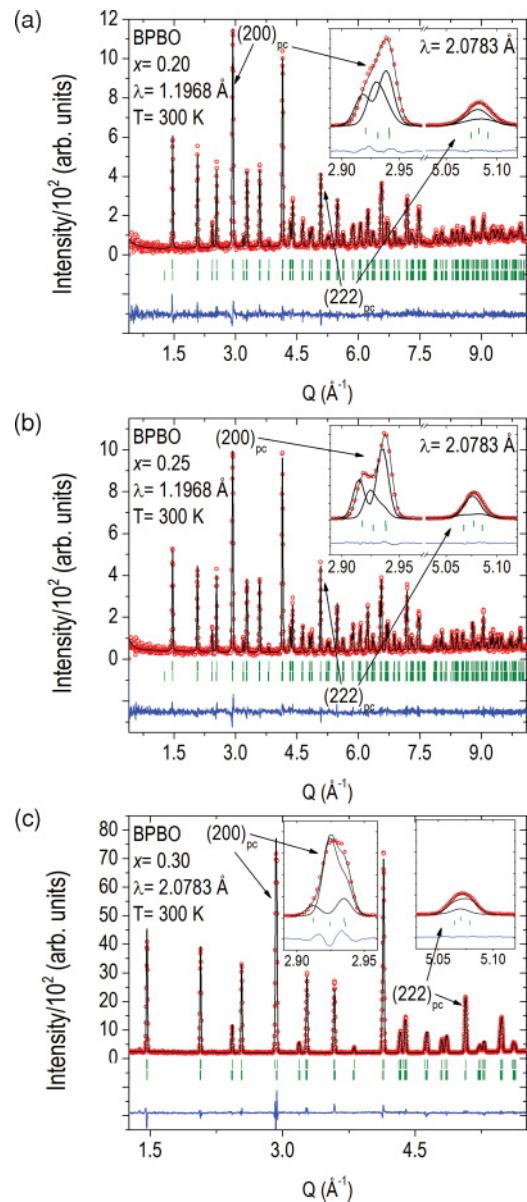 (a)
BPBO
x = 0.20
λ = 1.1968 Å
T= 300 K
(200)pc
λ = 2.0783 Å
2.90 2.95 5.05 5.10
(222)pc
12
10
8
6
4
2
0
Intensity/10² (arb. units)
1.5 3.0 4.5 6.0 7.5 9.0
Q (Å⁻¹)
(b)
BPBO
x = 0.25
λ = 1.1968 Å
T = 300 K
(200)pc
λ = 2.0783 Å
2.90 2.95 5.05 5.10
(222)pc
10
8
6
4
2
0
Intensity/10² (arb. units)
1.5 3.0 4.5 6.0 7.5 9.0
Q (Å⁻¹)
(c)
BPBO
x = 0.30
λ = 2.0783 Å
T = 300 K
(200)pc
2.90 2.95
5.05 5.10
(222)pc
80
70
60
50
40
30
20
10
0
Intensity/10² (arb. units)
1.5 3.0 4.5
Q (Å⁻¹)